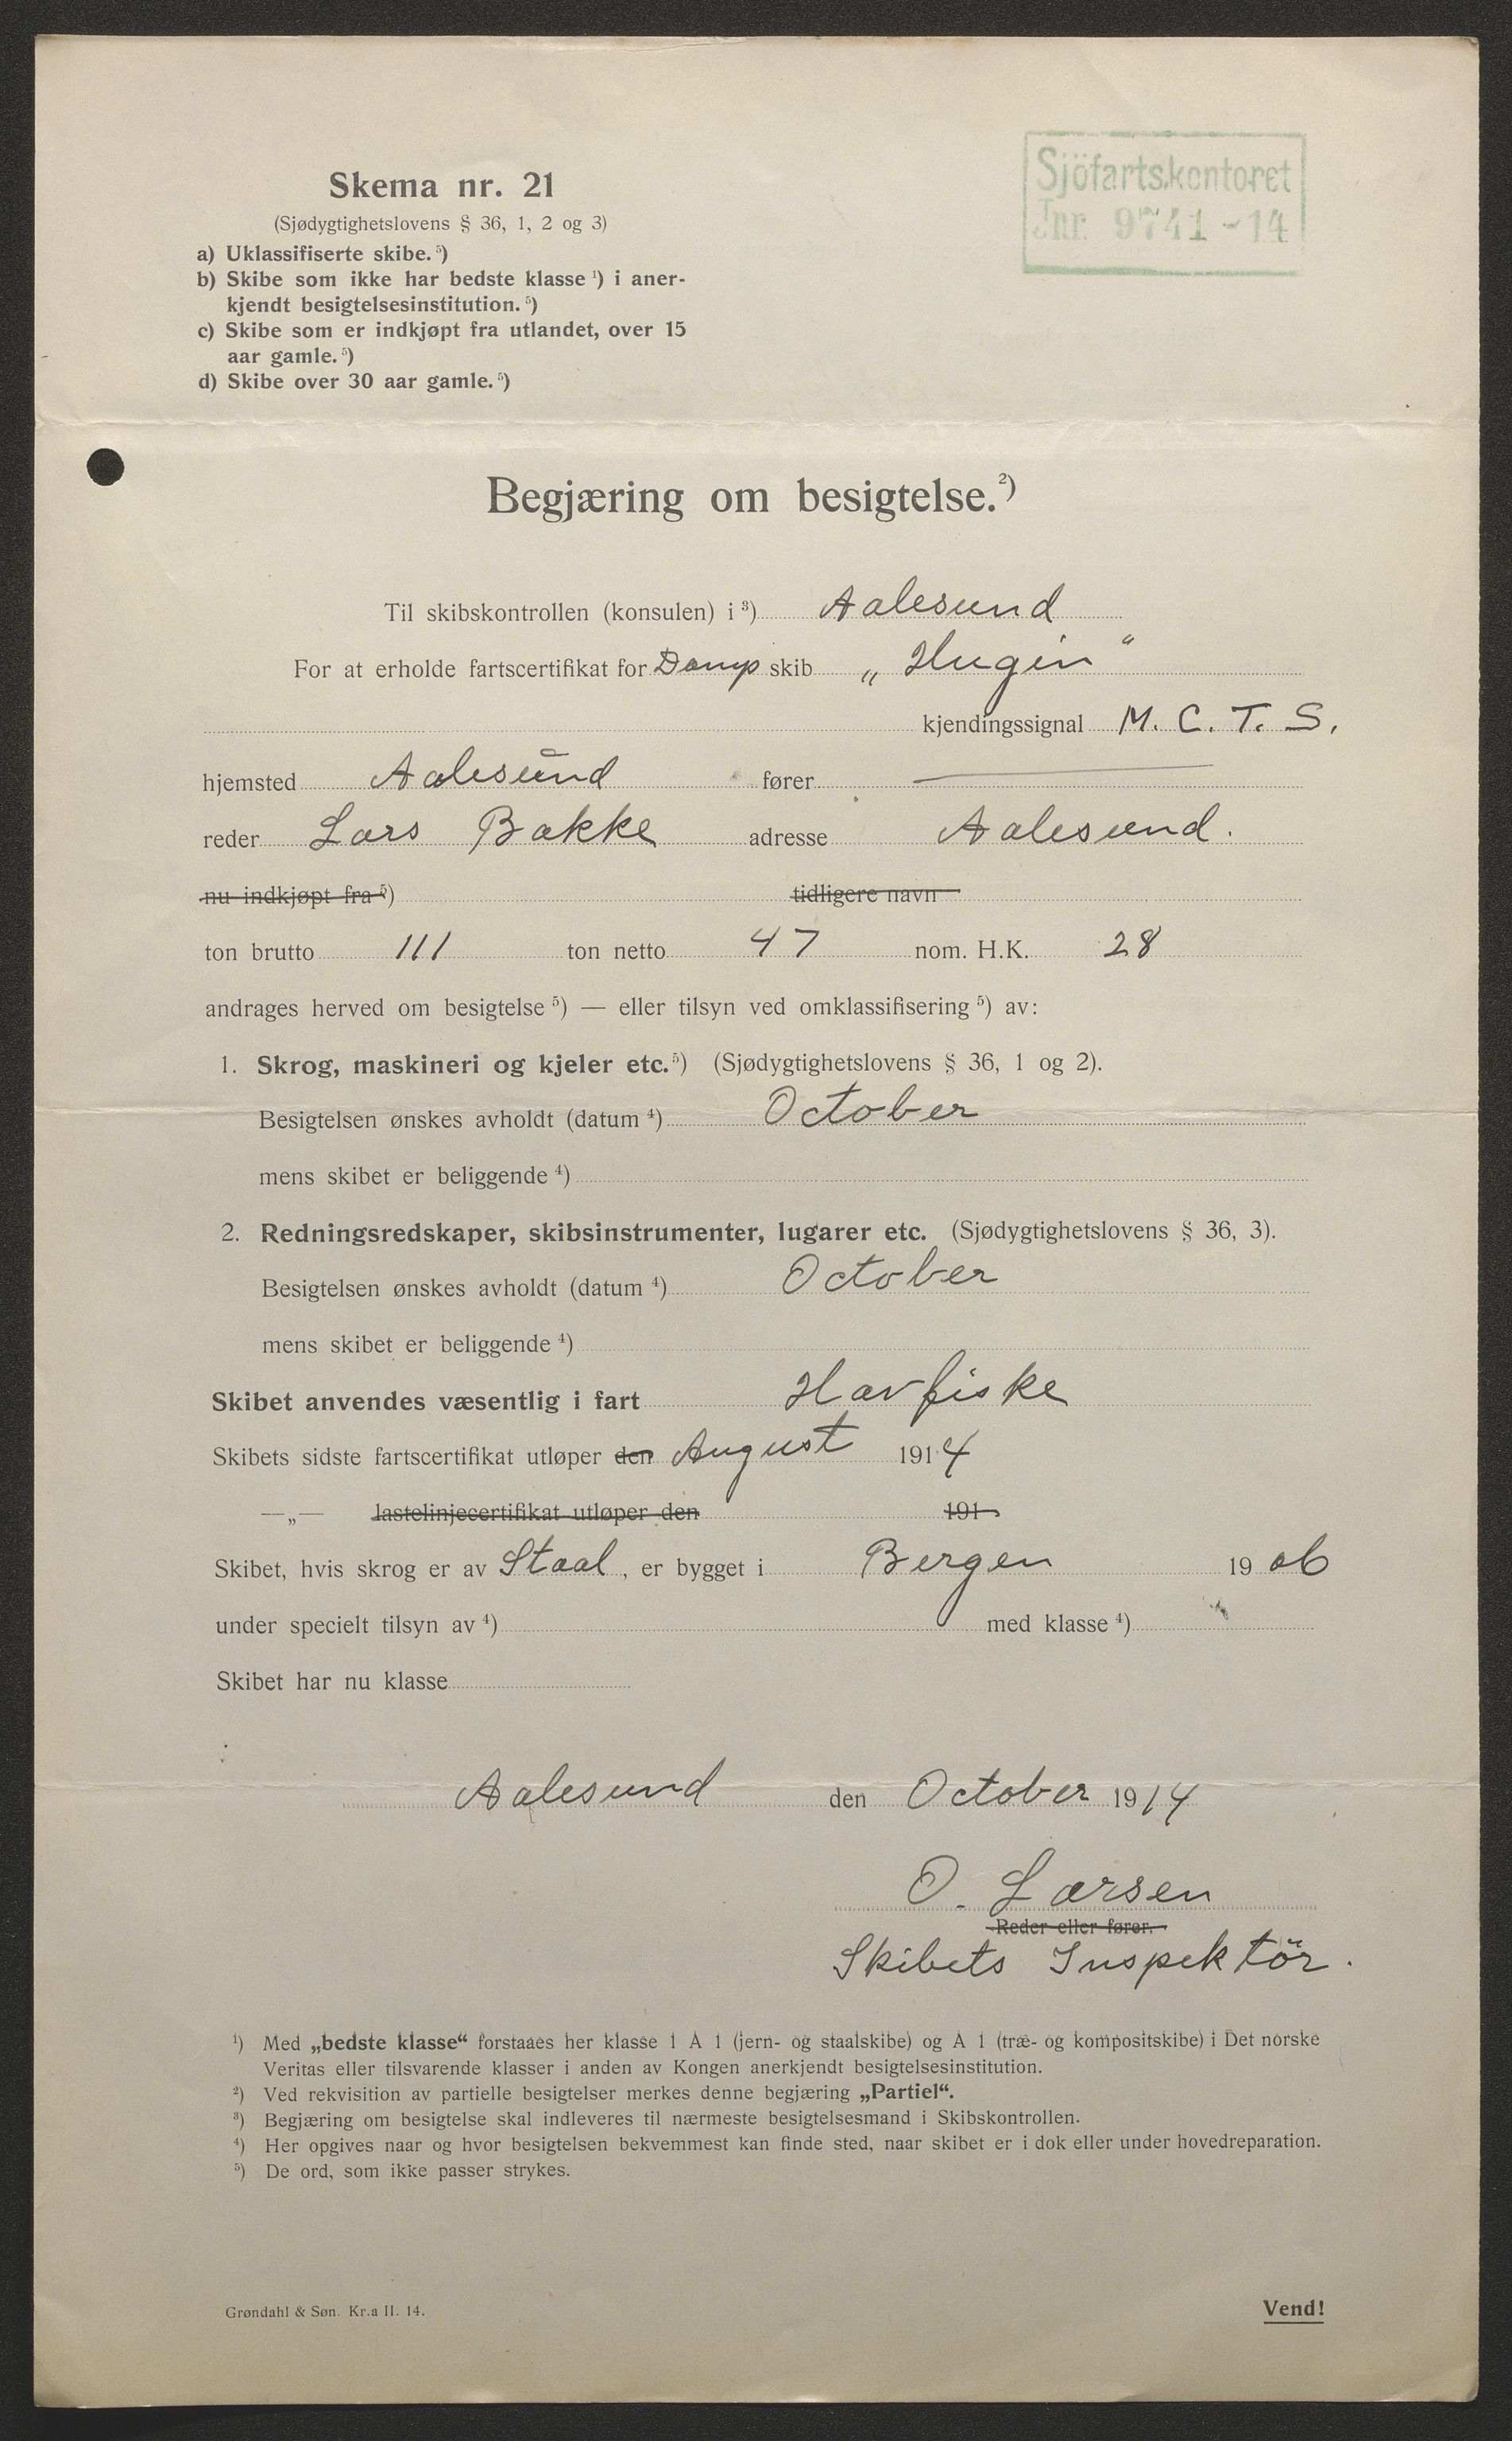 Sjöfartskontoret
Jnr. 9741-14
Skema nr. 21
(Sjødygtighetslovens § 36, 1, 2 og 3)
a) Uklassifiserte skibe. ⁵)
b) Skibe som ikke har bedste klasse ¹) i aner-
kjendt besigtelsesinstitution. ⁵)
c) Skibe som er indkjøpt fra utlandet, over 15
aar gamle. ⁵)
d) Skibe over 30 aar gamle. ⁵)
Begjæring om besigtelse. ²)
Til skibskontrollen (konsulen) i ³) Aalesund
For at erholde fartscertifikat for Damp skib „Hugin“
kjendingssignal M. C. T. S.
hjemsted Aalesund fører
reder Lars Bakke adresse Aalesund.
nu indkjøpt fra ⁵) tidligere navn
ton brutto 111 ton netto 47 nom. H.K. 28
andrages herved om besigtelse ⁵) — eller tilsyn ved omklassifisering ⁵) av:
1. Skrog, maskineri og kjeler etc. ⁵) (Sjødygtighetslovens § 36, 1 og 2).
Besigtelsen ønskes avholdt (datum ⁴) October
mens skibet er beliggende ⁴)
2. Redningsredskaper, skibsinstrumenter, lugarer etc. (Sjødygtighetslovens § 36, 3).
Besigtelsen ønskes avholdt (datum ⁴) October
mens skibet er beliggende ⁴)
Skibet anvendes væsentlig i fart Havfiske
Skibets sidste fartscertifikat utløper den August 1914
—„— lastelinjecertifikat utløper den 191
Skibet, hvis skrog er av Staal, er bygget i Bergen 1906
under specielt tilsyn av ⁴) med klasse ⁴)
Skibet har nu klasse
Aalesund den October 1914
O. Larsen
Reder eller fører.
Skibets Inspektör.
¹) Med „bedste klasse“ forstaaes her klasse 1 A 1 (jern- og staalskibe) og A 1 (træ- og kompositskibe) i Det norske
Veritas eller tilsvarende klasser i anden av Kongen anerkjendt besigtelsesinstitution.
²) Ved rekvisition av partielle besigtelser merkes denne begjæring „Partiel“.
³) Begjæring om besigtelse skal indleveres til nærmeste besigtelsesmand i Skibskontrollen.
⁴) Her opgives naar og hvor besigtelsen bekvemmest kan finde sted, naar skibet er i dok eller under hovedreparation.
⁵) De ord, som ikke passer strykes.
Grøndahl & Søn. Kr.a II. 14.
Vend!